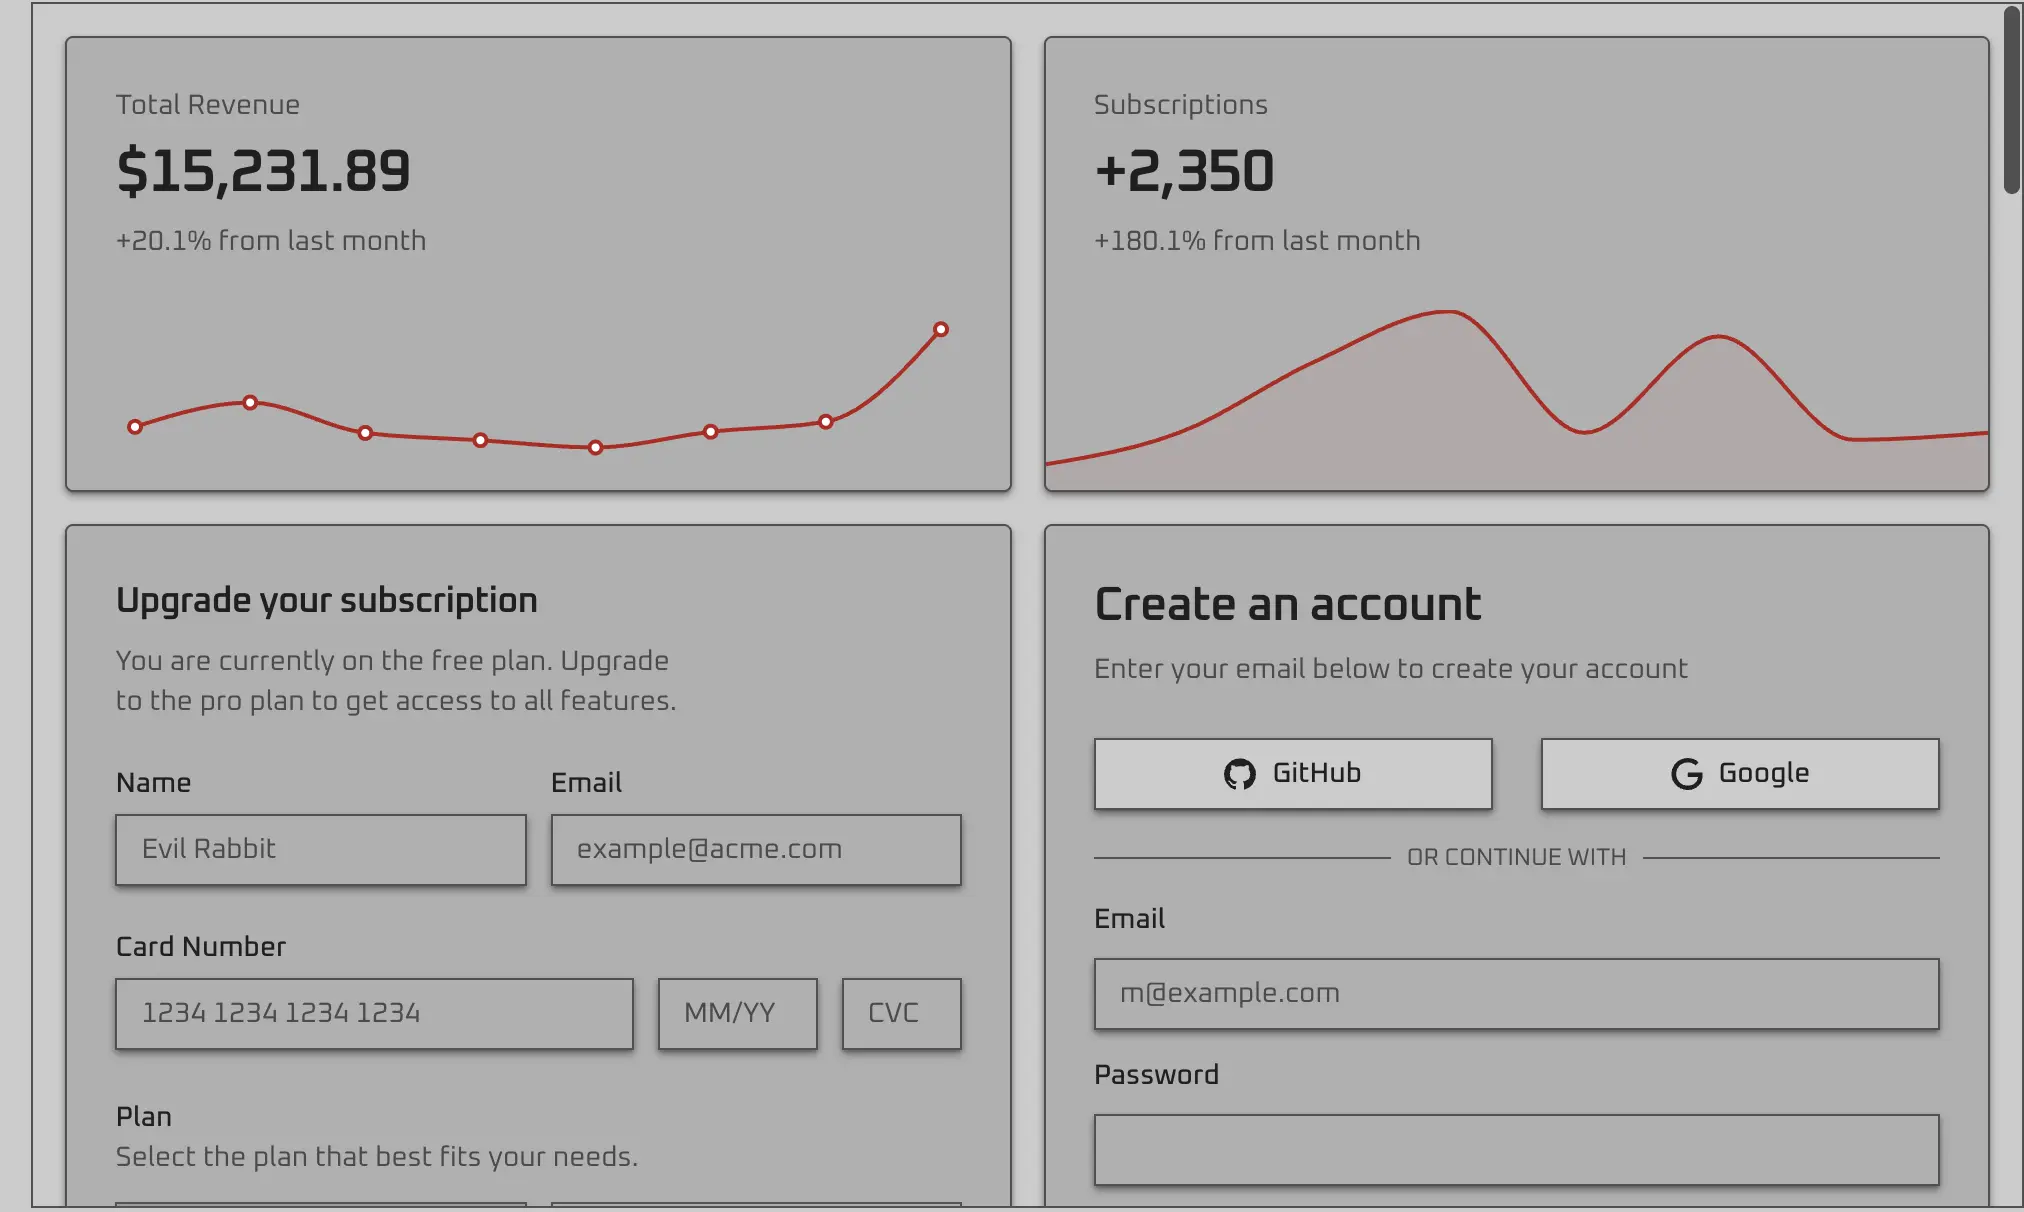 Total Revenue
$15,231.89
+20.1% from last month
Subscriptions
+2,350
+180.1% from last month
Upgrade your subscription
You are currently on the free plan. Upgrade
to the pro plan to get access to all features.
Name
Email
Evil Rabbit
example@acme.com
Card Number
1234 1234 1234 1234
MM/YY
CVC
Plan
Select the plan that best fits your needs.
Create an account
Enter your email below to create your account
GitHub
Google
OR CONTINUE WITH
Email
m@example.com
Password